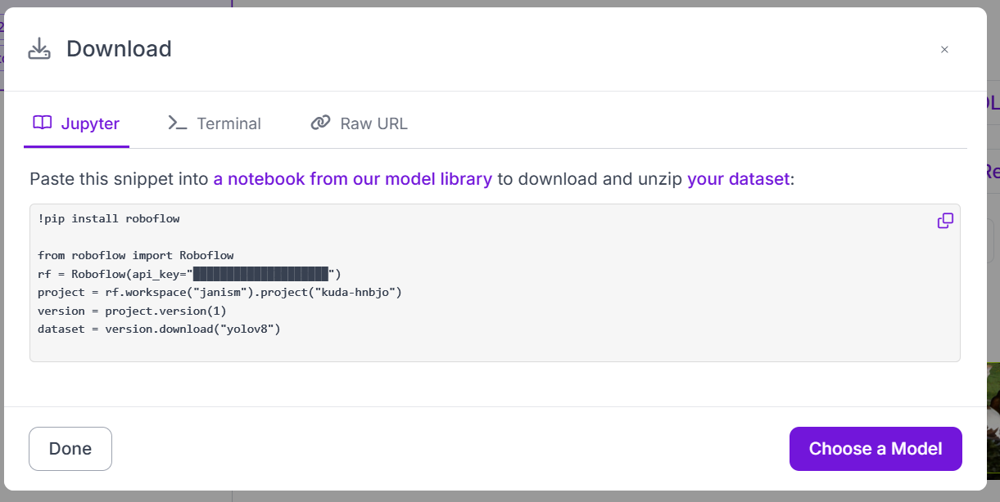 Download
×
Jupyter
Terminal
Raw URL
Paste this snippet into a notebook from our model library to download and unzip your dataset:
!pip install roboflow
from roboflow import Roboflow
rf = Roboflow(api_key="████████████████████")
project = rf.workspace("janism").project("kuda-hnbjo")
version = project.version(1)
dataset = version.download("yolov8")
Done
Choose a Model